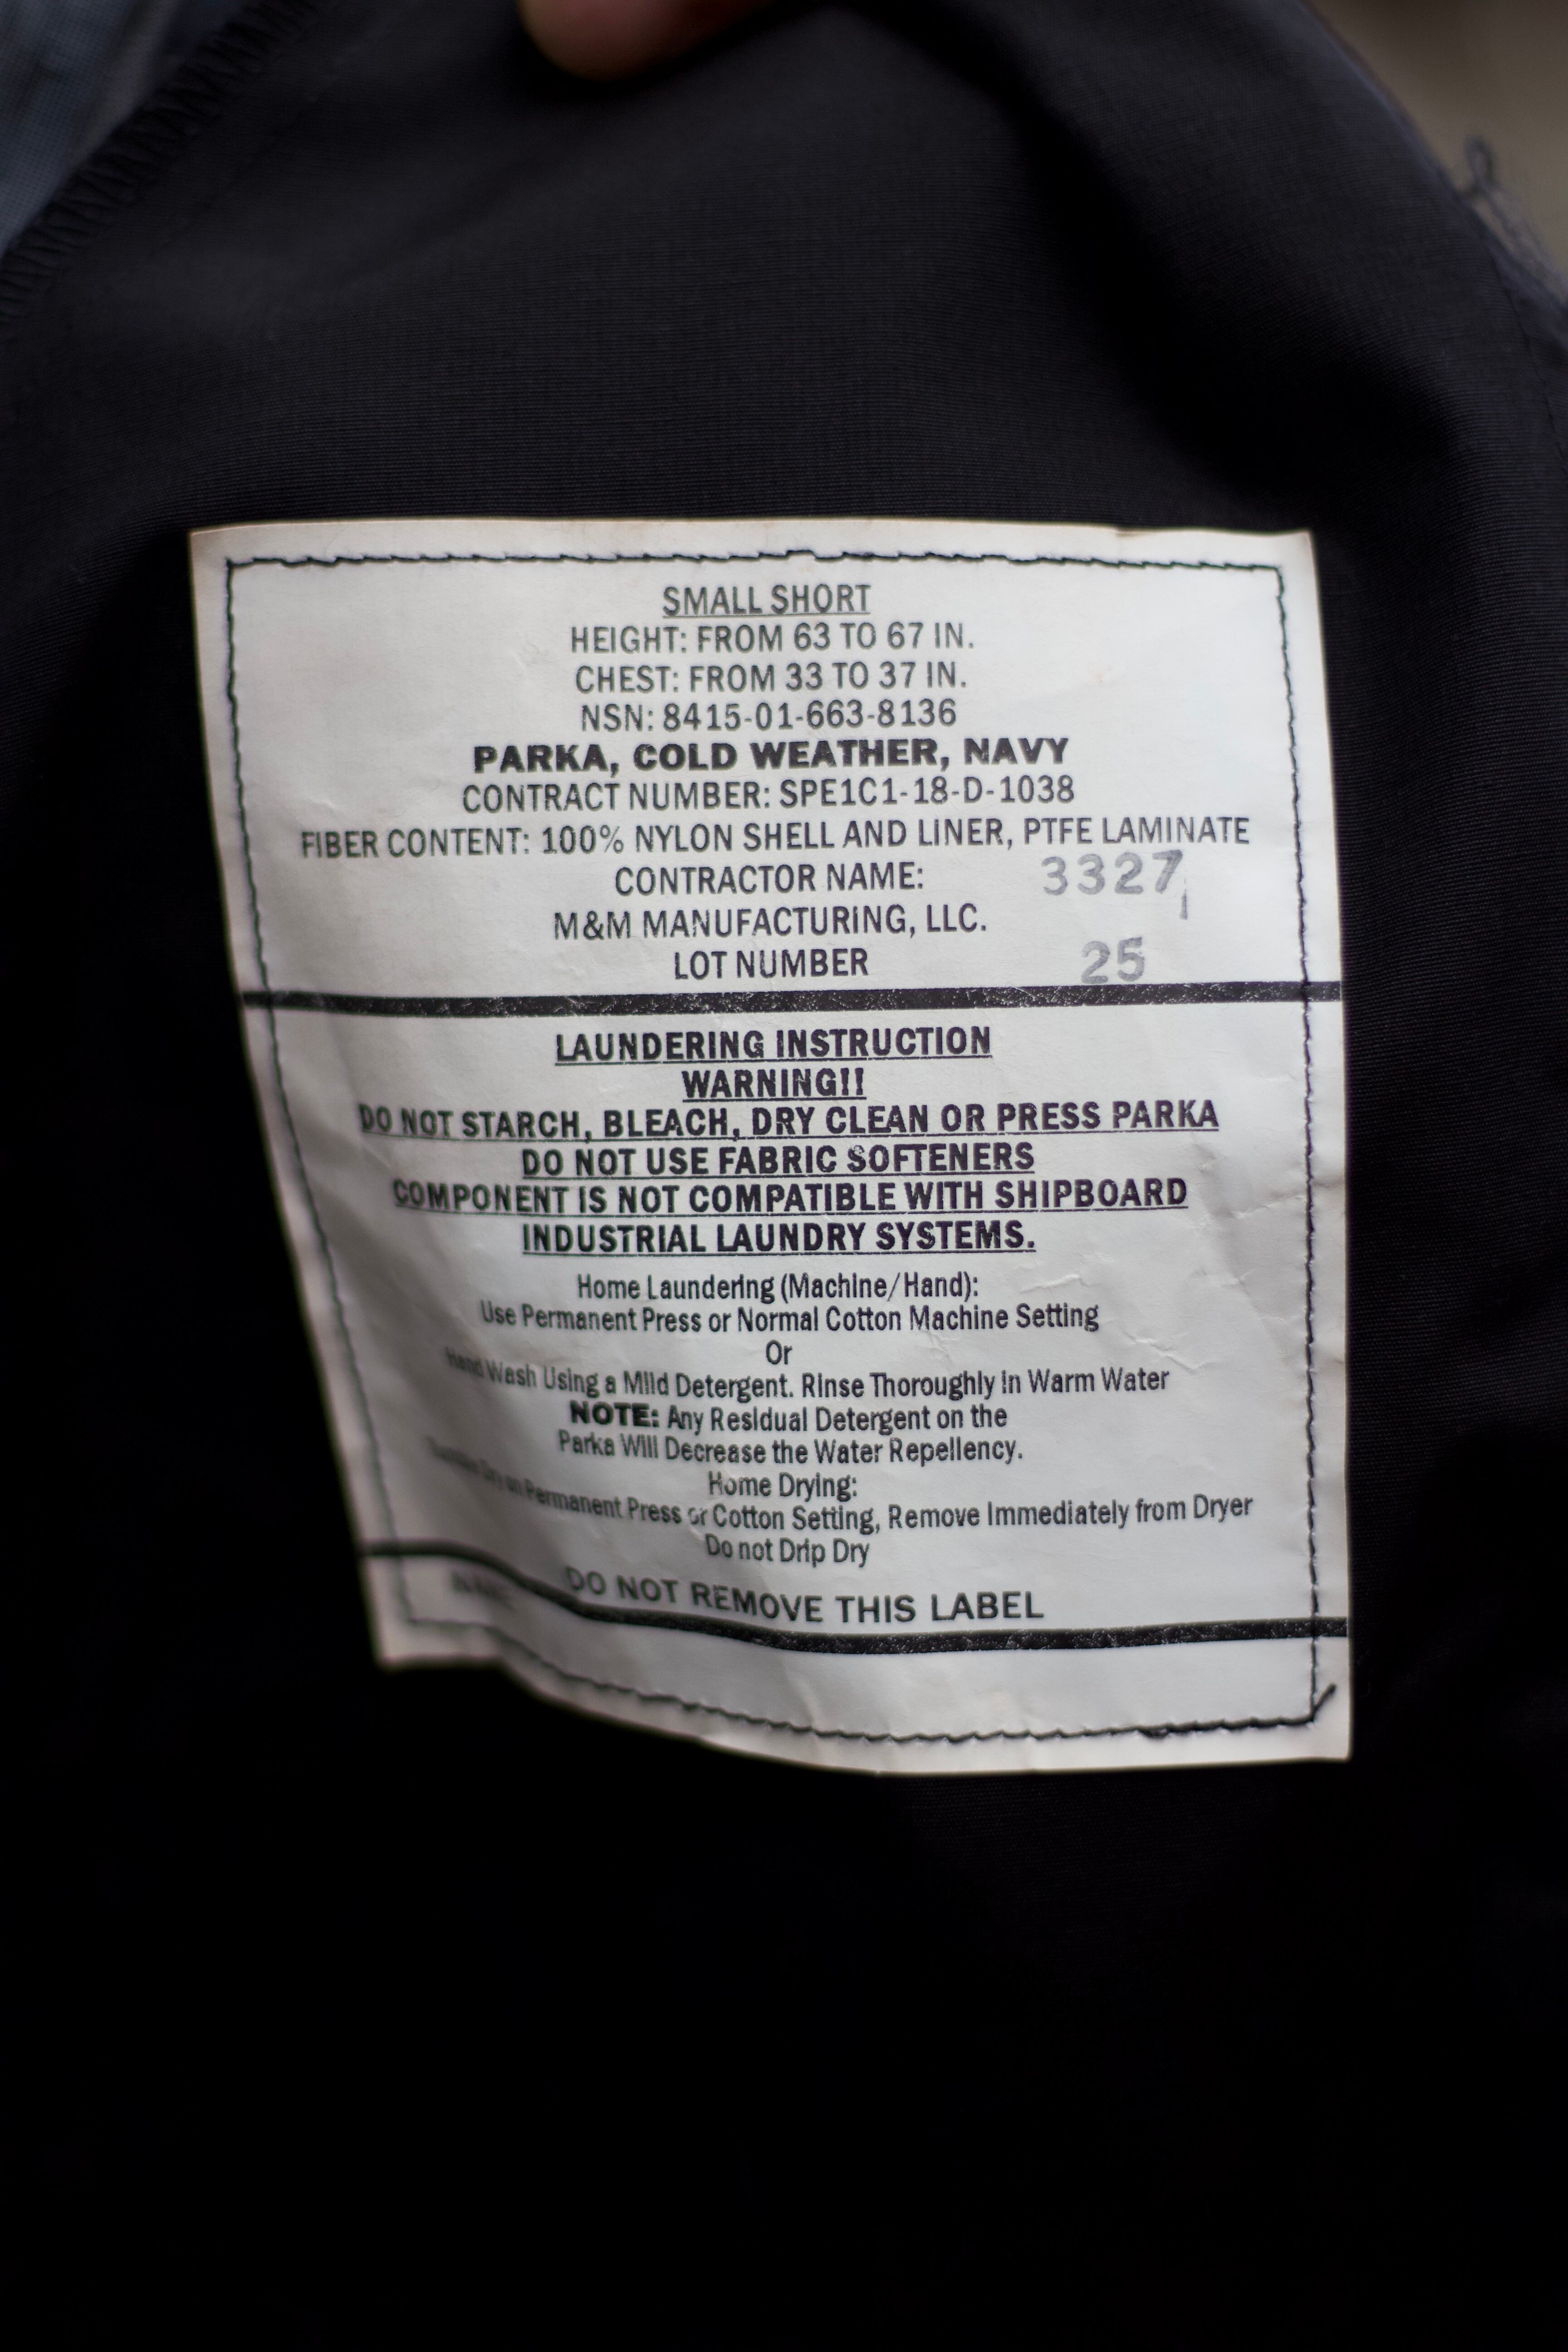 SMALL SHORT
HEIGHT: FROM 63 TO 67 IN.
CHEST: FROM 33 TO 37 IN.
NSN: 8415-01-663-8136
PARKA, COLD WEATHER, NAVY
CONTRACT NUMBER: SPE1C1-18-D-1038
FIBER CONTENT: 100% NYLON SHELL AND LINER, PTFE LAMINATE
CONTRACTOR NAME: 3327
M&M MANUFACTURING, LLC.
LOT NUMBER 25
LAUNDERING INSTRUCTION
WARNING!!
DO NOT STARCH, BLEACH, DRY CLEAN OR PRESS PARKA
DO NOT USE FABRIC SOFTENERS
COMPONENT IS NOT COMPATIBLE WITH SHIPBOARD
INDUSTRIAL LAUNDRY SYSTEMS.
Home Laundering (Machine/Hand):
Use Permanent Press or Normal Cotton Machine Setting
Or
Hand Wash Using a Mild Detergent. Rinse Thoroughly in Warm Water
NOTE: Any Residual Detergent on the
Parka Will Decrease the Water Repellency.
Home Drying:
Tumble Dry on Permanent Press or Cotton Setting, Remove Immediately from Dryer
Do not Drip Dry
DO NOT REMOVE THIS LABEL